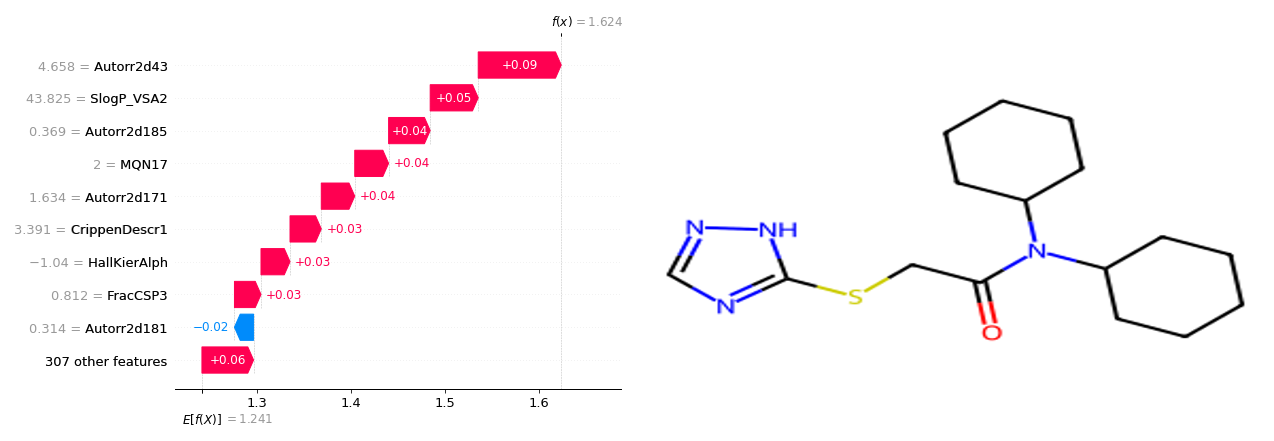 f(x) = 1.624
4.658 = Autorr2d43
+0.09
43.825 = SlogP_VSA2
+0.05
0.369 = Autorr2d185
+0.04
2 = MQN17
+0.04
1.634 = Autorr2d171
+0.04
3.391 = CrippenDescr1
+0.03
−1.04 = HallKierAlph
+0.03
0.812 = FracCSP3
+0.03
0.314 = Autorr2d181
−0.02
307 other features
+0.06
1.3 1.4 1.5 1.6
E[f(X)] = 1.241
N
NH
N
S
O
N